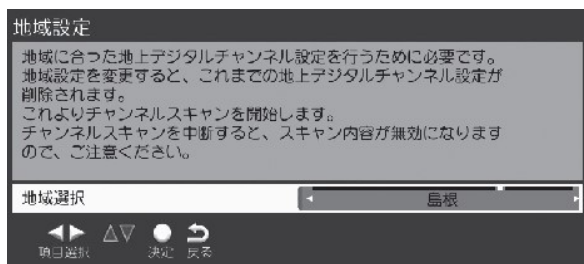 地域設定
地域に合った地上デジタルチャンネル設定を行うために必要です。
地域設定を変更すると、これまでの地上デジタルチャンネル設定が
削除されます。
これよりチャンネルスキャンを開始します。
チャンネルスキャンを中断すると、スキャン内容が無効になります
ので、ご注意ください。
地域選択 島根
項目選択 決定 戻る